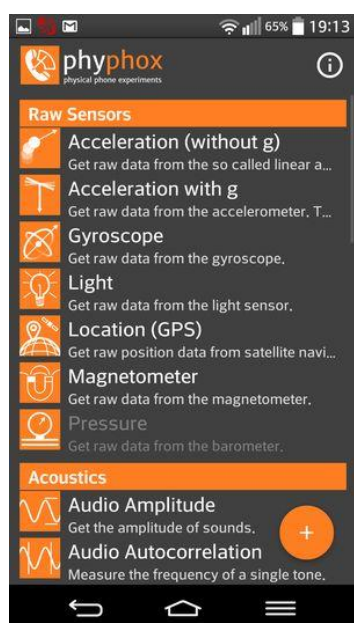 65% 19:13
phyphox
physical phone experiments
Raw Sensors
Acceleration (without g)
Get raw data from the so called linear a...
Acceleration with g
Get raw data from the accelerometer. T...
Gyroscope
Get raw data from the gyroscope.
Light
Get raw data from the light sensor.
Location (GPS)
Get raw position data from satellite navi...
Magnetometer
Get raw data from the magnetometer.
Pressure
Get raw data from the barometer.
Acoustics
Audio Amplitude
Get the amplitude of sounds.
+
Audio Autocorrelation
Measure the frequency of a single tone.